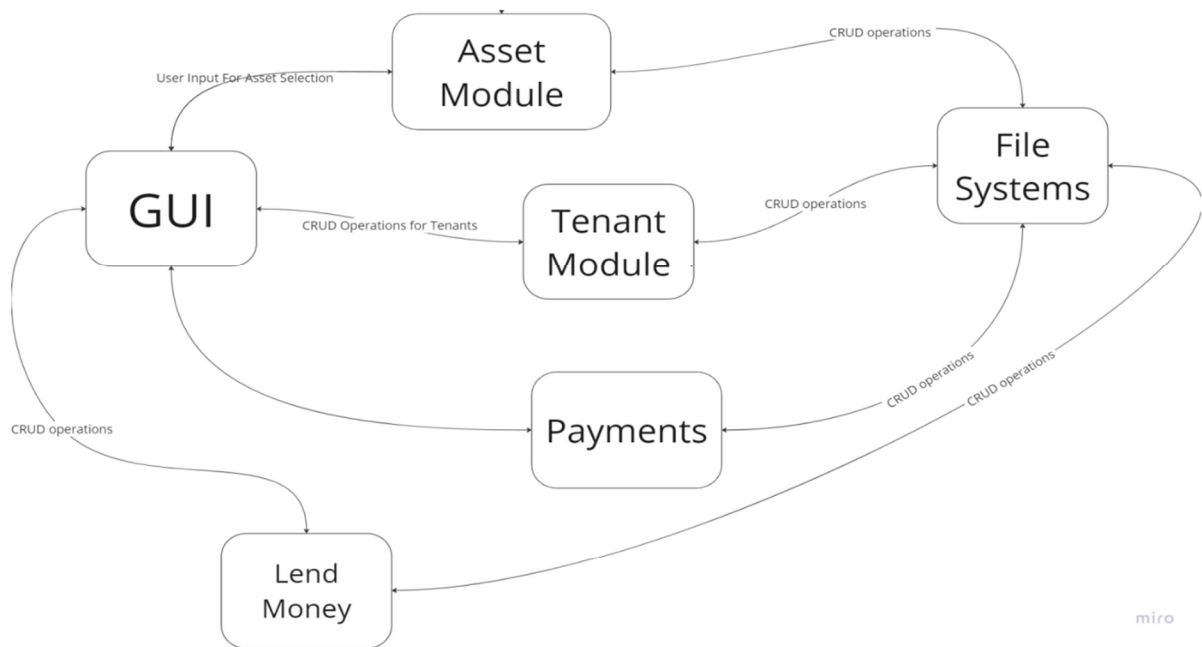 Asset
Module
CRUD operations
User Input For Asset Selection
File
Systems
GUI
CRUD Operations for Tenants
Tenant
Module
CRUD operations
Payments
CRUD operations
CRUD operations
CRUD operations
Lend
Money
miro